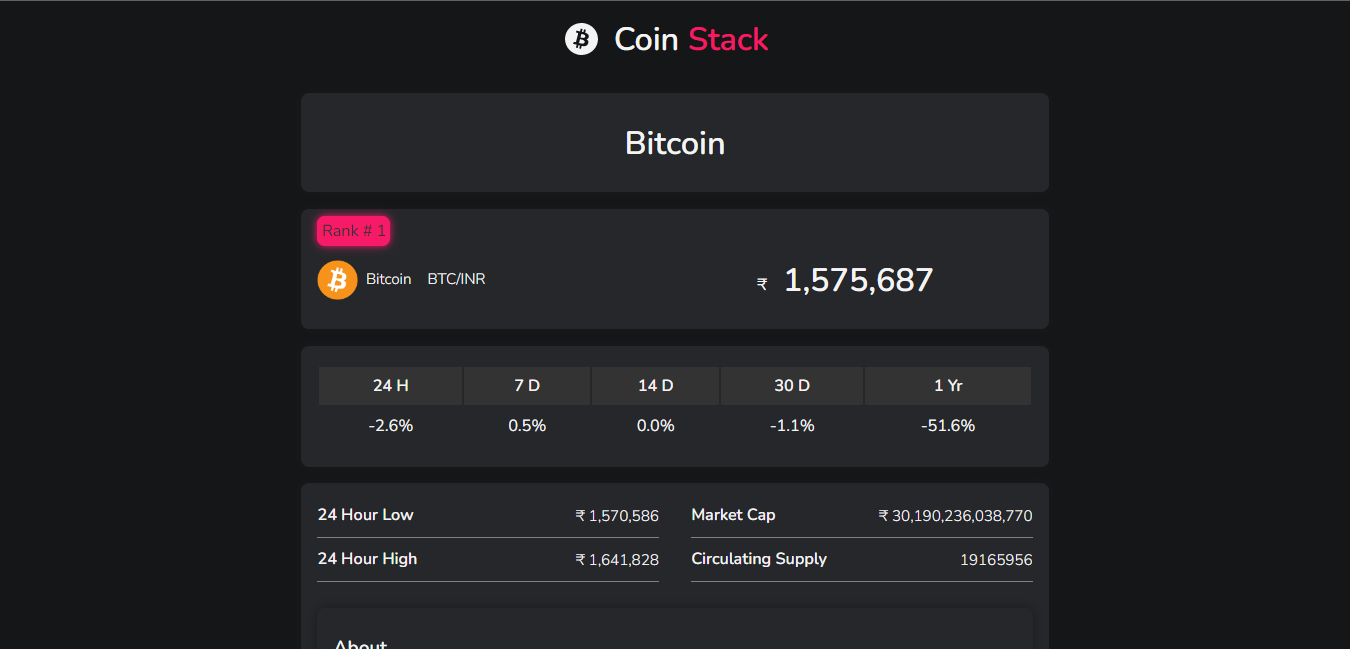 Coin Stack
Bitcoin
Rank # 1
Bitcoin BTC/INR ₹ 1,575,687
24 H 7 D 14 D 30 D 1 Yr
-2.6% 0.5% 0.0% -1.1% -51.6%
24 Hour Low ₹ 1,570,586 Market Cap ₹ 30,190,236,038,770
24 Hour High ₹ 1,641,828 Circulating Supply 19165956
About